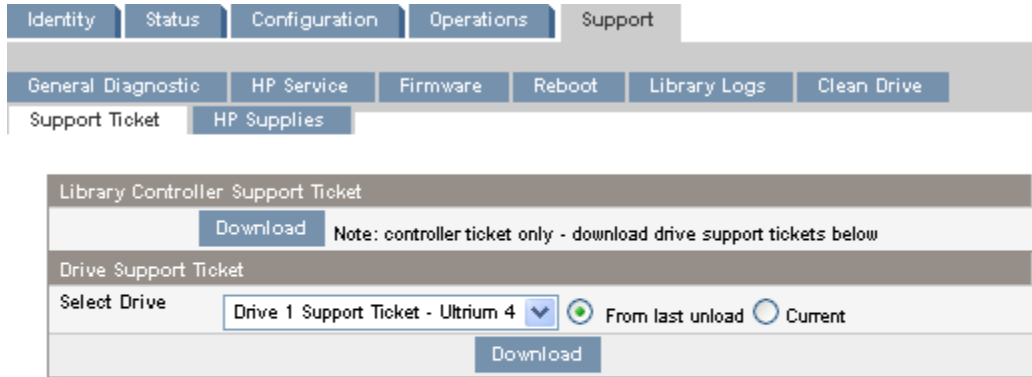 Identity Status Configuration Operations Support
General Diagnostic HP Service Firmware Reboot Library Logs Clean Drive
Support Ticket HP Supplies
Library Controller Support Ticket
Download Note: controller ticket only - download drive support tickets below
Drive Support Ticket
Select Drive Drive 1 Support Ticket - Ultrium 4 From last unload Current
Download